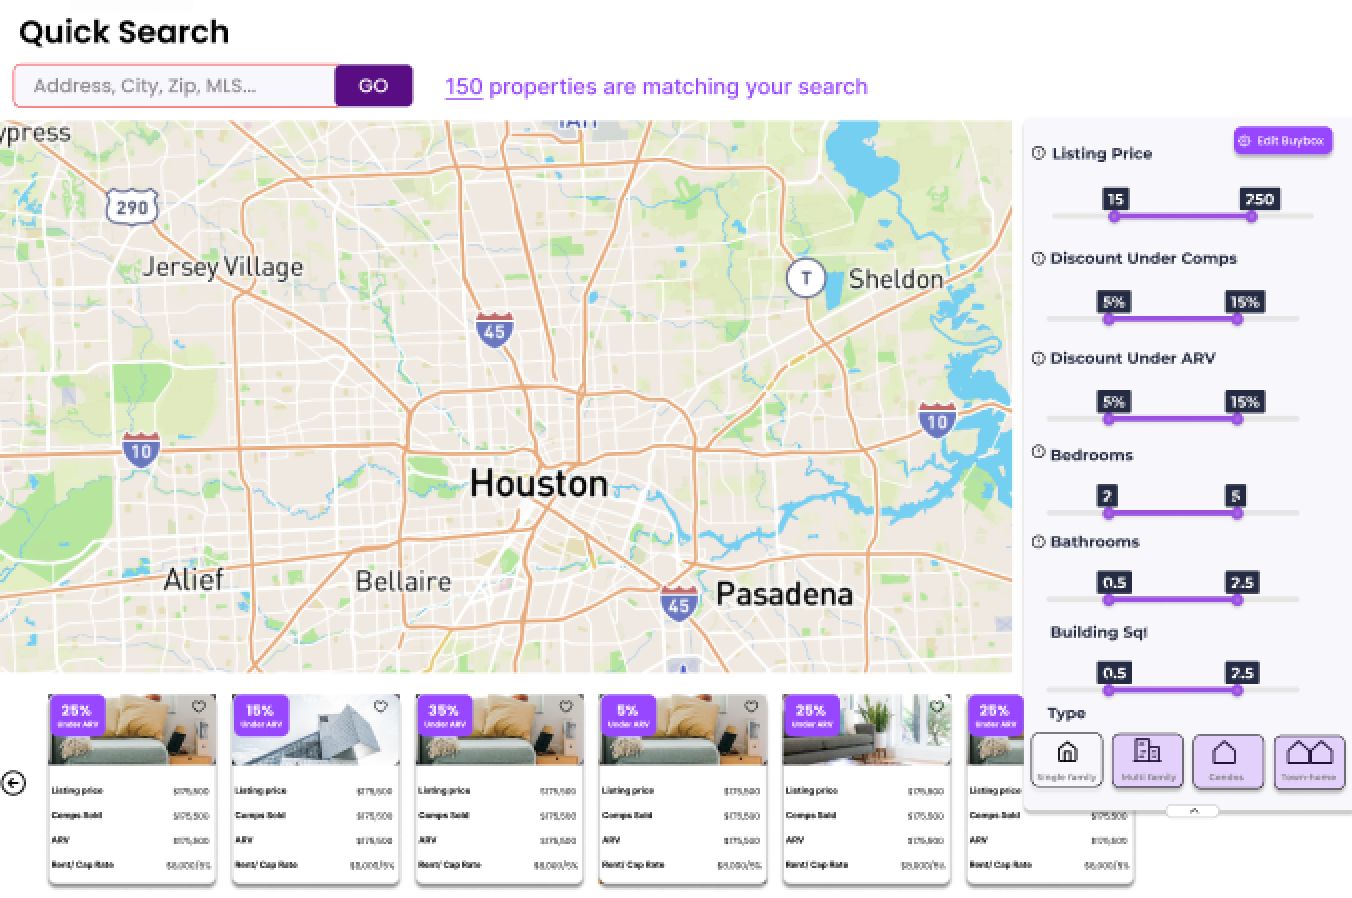 Quick Search
Address, City, Zip, MLS...
GO
150 properties are matching your search
ypress
IAH
290
Jersey Village
T
Sheldon
45
10
10
Houston
Alief
Bellaire
45
Pasadena
Edit Buybox
Listing Price
15
250
Discount Under Comps
5%
15%
Discount Under ARV
5%
15%
Bedrooms
2
5
Bathrooms
0.5
2.5
Building Sqf
0.5
2.5
Type
Single family
Multi family
Condos
Town-home
25%
Under ARV
Listing price $175,500
Comps Sold $175,500
ARV $175,500
Rent/ Cap Rate $8,000/5%
15%
Under ARV
Listing price $175,500
Comps Sold $175,500
ARV $175,500
Rent/ Cap Rate $8,000/5%
35%
Under ARV
Listing price $175,500
Comps Sold $175,500
ARV $175,500
Rent/ Cap Rate $8,000/5%
5%
Under ARV
Listing price $175,500
Comps Sold $175,500
ARV $175,500
Rent/ Cap Rate $8,000/5%
25%
Under ARV
Listing price $175,500
Comps Sold $175,500
ARV $175,500
Rent/ Cap Rate $8,000/5%
25%
Under ARV
Listing price
Comps Sold $175,500
ARV $175,500
Rent/ Cap Rate $8,000/5%